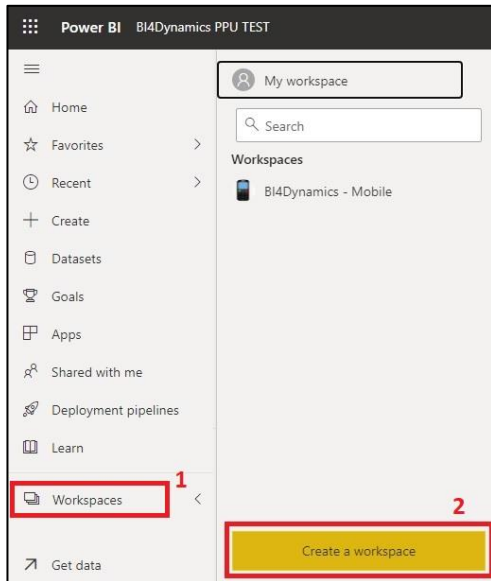 Power BI BI4Dynamics PPU TEST
Home
Favorites
Recent
Create
Datasets
Goals
Apps
Shared with me
Deployment pipelines
Learn
1
Workspaces
Get data
My workspace
Search
Workspaces
BI4Dynamics - Mobile
2
Create a workspace